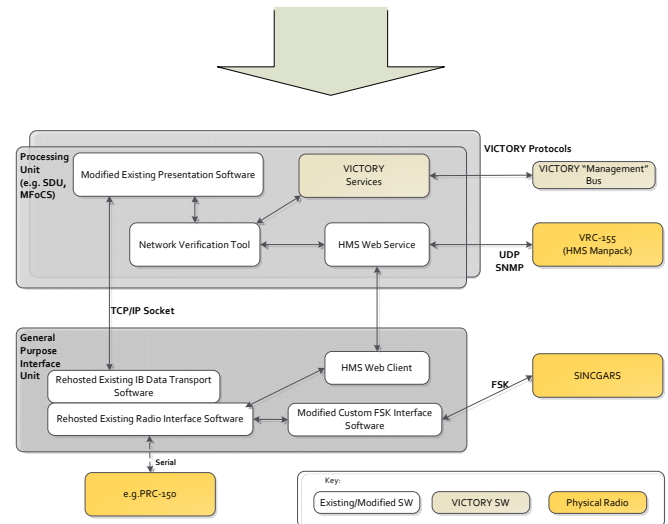 Processing
Unit
(e.g. SDU,
MFoCS)
Modified Existing Presentation Software
VICTORY
Services
VICTORY Protocols
VICTORY "Management"
Bus
Network Verification Tool
HMS Web Service
UDP
SNMP
VRC-155
(HMS Manpack)
TCP/IP Socket
General
Purpose
Interface
Unit
HMS Web Client
Rehosted Existing IB Data Transport
Software
Rehosted Existing Radio Interface Software
Modified Custom FSK Interface
Software
FSK
SINCGARS
Serial
e.g.PRC-150
Key:
Existing/Modified SW
VICTORY SW
Physical Radio